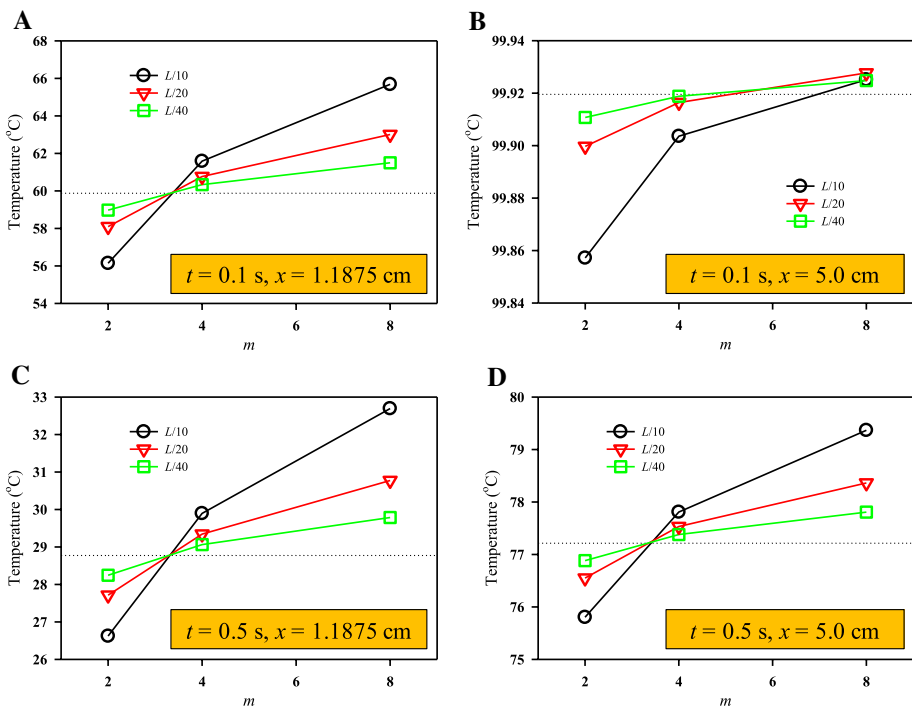 A
68
66
64
62
60
58
56
54
Temperature (°C)
L/10
L/20
L/40
t = 0.1 s, x = 1.1875 cm
2 4 6 8
m
B
99.94
99.92
99.90
99.88
99.86
99.84
Temperature (°C)
L/10
L/20
L/40
t = 0.1 s, x = 5.0 cm
2 4 6 8
m
C
33
32
31
30
29
28
27
26
Temperature (°C)
L/10
L/20
L/40
t = 0.5 s, x = 1.1875 cm
2 4 6 8
m
D
80
79
78
77
76
75
Temperature (°C)
L/10
L/20
L/40
t = 0.5 s, x = 5.0 cm
2 4 6 8
m